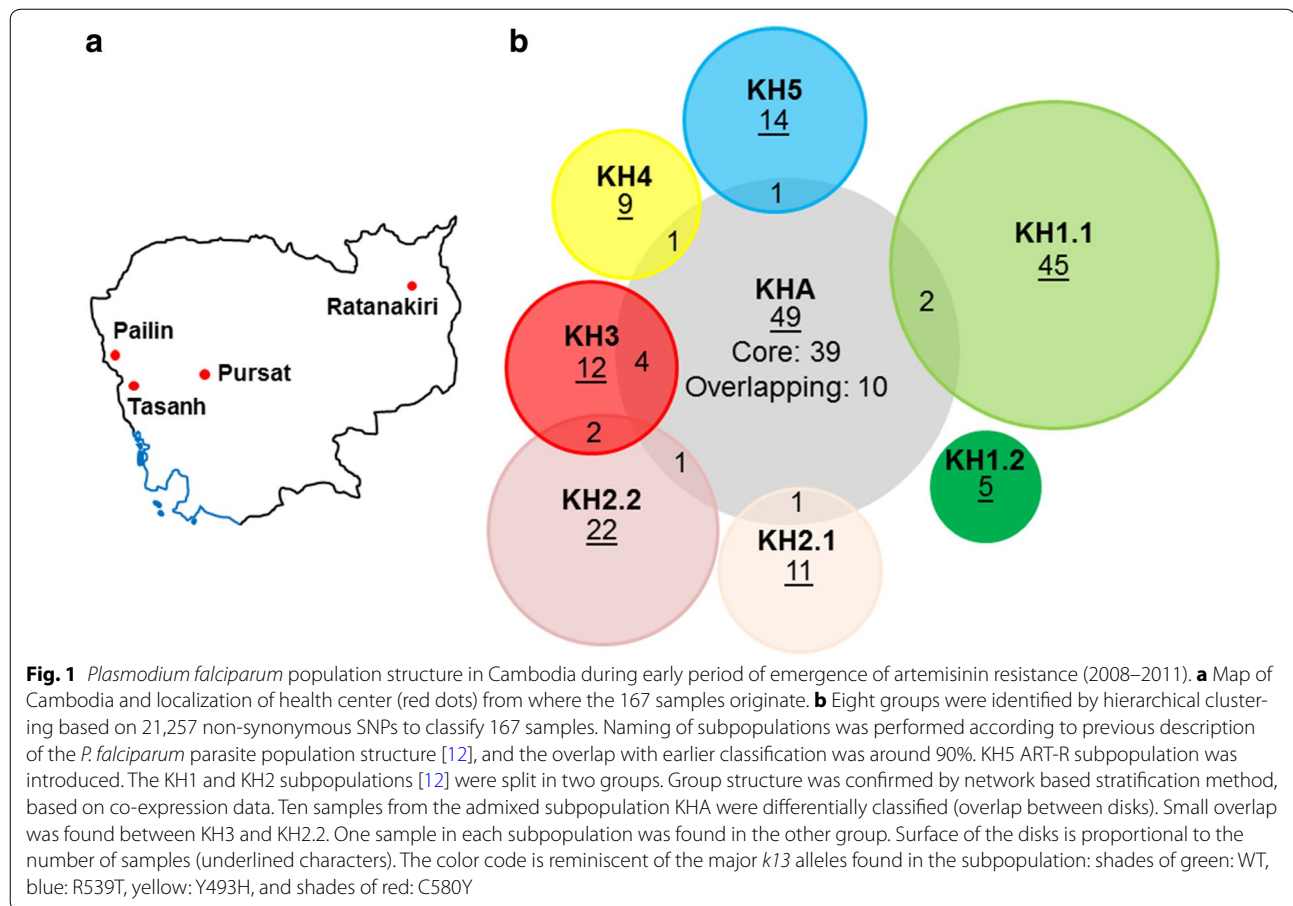 a
b
Ratanakiri
Pailin
Pursat
Tasanh
KH5
14
1
KH4
9
1
KH1.1
45
2
KHA
49
Core: 39
Overlapping: 10
KH3
12
4
2
1
KH1.2
5
KH2.2
22
1
KH2.1
11
Fig. 1 Plasmodium falciparum population structure in Cambodia during early period of emergence of artemisinin resistance (2008–2011). a Map of
Cambodia and localization of health center (red dots) from where the 167 samples originate. b Eight groups were identified by hierarchical cluster-
ing based on 21,257 non-synonymous SNPs to classify 167 samples. Naming of subpopulations was performed according to previous description
of the P. falciparum parasite population structure [12], and the overlap with earlier classification was around 90%. KH5 ART-R subpopulation was
introduced. The KH1 and KH2 subpopulations [12] were split in two groups. Group structure was confirmed by network based stratification method,
based on co-expression data. Ten samples from the admixed subpopulation KHA were differentially classified (overlap between disks). Small overlap
was found between KH3 and KH2.2. One sample in each subpopulation was found in the other group. Surface of the disks is proportional to the
number of samples (underlined characters). The color code is reminiscent of the major k13 alleles found in the subpopulation: shades of green: WT,
blue: R539T, yellow: Y493H, and shades of red: C580Y